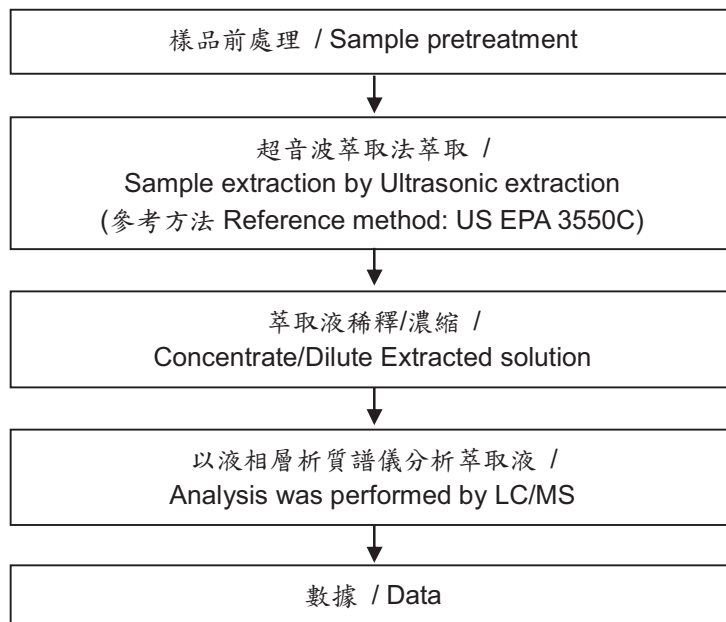 樣品前處理 / Sample pretreatment
超音波萃取法萃取 /
Sample extraction by Ultrasonic extraction
(參考方法 Reference method: US EPA 3550C)
萃取液稀釋/濃縮 /
Concentrate/Dilute Extracted solution
以液相層析質譜儀分析萃取液 /
Analysis was performed by LC/MS
數據 / Data